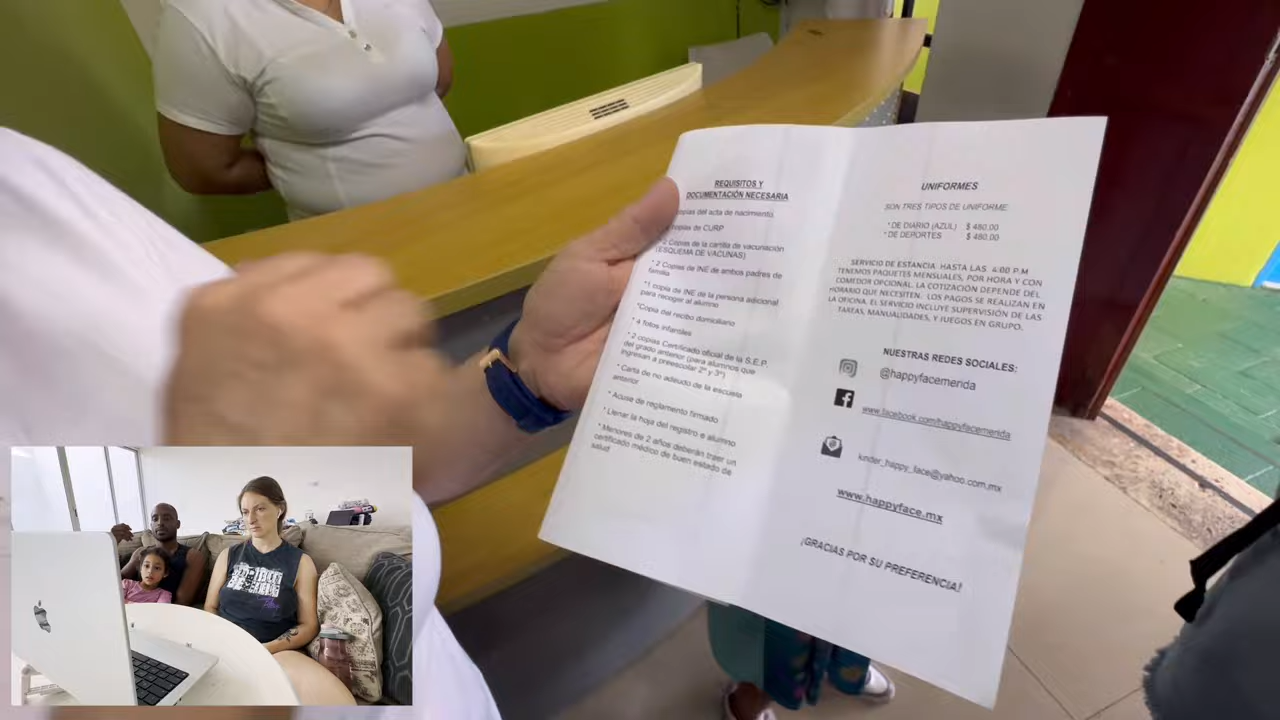 REQUISITOS Y
DOCUMENTACIÓN NECESARIA
copias del acta de nacimiento
copias de CURP
* 2 Copias de la cartilla de vacunación
(ESQUEMA DE VACUNAS)
* 2 Copias de INE de ambos padres de
familia
*1 copia de INE de la persona adicional
para recoger al alumno
*Copia del recibo domiciliario
* 4 fotos infantiles
* 2 copias Certificado oficial de la S.E.P.
del grado anterior (para alumnos que
ingresan a preescolar 2° y 3°)
* Carta de no adeudo de la escuela
anterior
* Acuse de reglamento firmado
* Llenar la hoja del registro e alumno
* Menores de 2 años deberán traer un
certificado médico de buen estado de
salud
UNIFORMES
SON TRES TIPOS DE UNIFORME:
* DE DIARIO (AZUL) $ 480.00
* DE DEPORTES $ 480.00
SERVICIO DE ESTANCIA HASTA LAS 4:00 P.M
TENEMOS PAQUETES MENSUALES, POR HORA Y CON
COMEDOR OPCIONAL. LA COTIZACIÓN DEPENDE DEL
HORARIO QUE NECESITEN. LOS PAGOS SE REALIZAN EN
LA OFICINA. EL SERVICIO INCLUYE SUPERVISIÓN DE LAS
TAREAS, MANUALIDADES, Y JUEGOS EN GRUPO.
NUESTRAS REDES SOCIALES:
@happyfacemerida
www.facebook.com/happyfacemerida
kinder_happy_face@yahoo.com.mx
www.happyface.mx
¡GRACIAS POR SU PREFERENCIA!